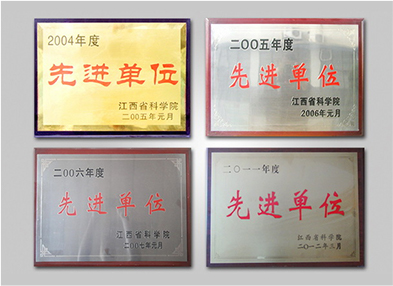 2004年度
先进单位
江西省科学院
二00五年元月
二OO五年度
先进单位
江西省科学院
2006年元月
二00六年度
先进单位
江西省科学院
二00七年元月
二〇一一年度
先进单位
江西省科学院
二〇一二年三月